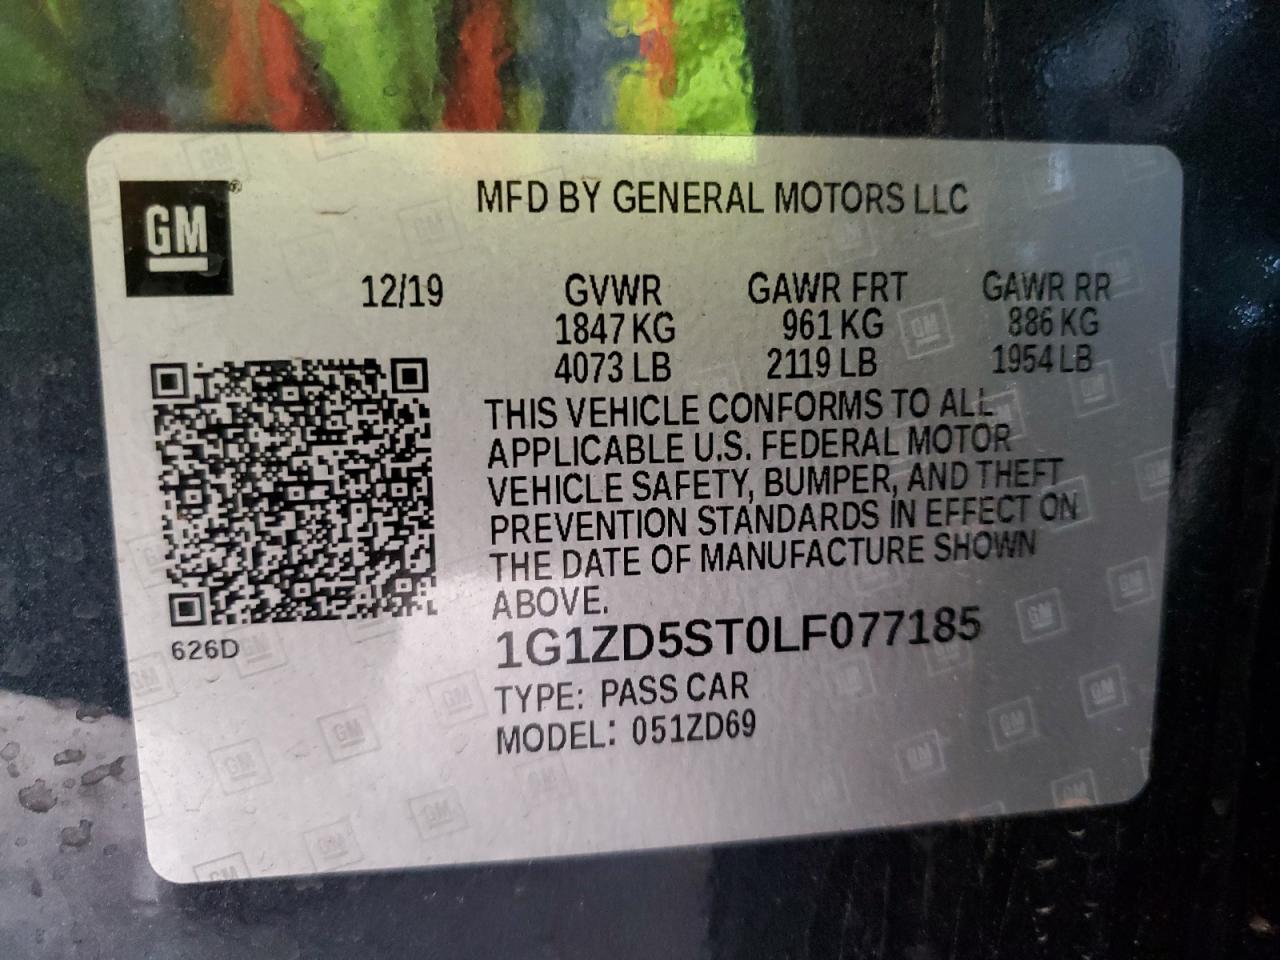 GM®
MFD BY GENERAL MOTORS LLC
12/19 GVWR GAWR FRT GAWR RR
1847 KG 961 KG 886 KG
4073 LB 2119 LB 1954 LB
THIS VEHICLE CONFORMS TO ALL
APPLICABLE U.S. FEDERAL MOTOR
VEHICLE SAFETY, BUMPER, AND THEFT
PREVENTION STANDARDS IN EFFECT ON
THE DATE OF MANUFACTURE SHOWN
ABOVE.
626D
1G1ZD5ST0LF077185
TYPE: PASS CAR
MODEL: 051ZD69